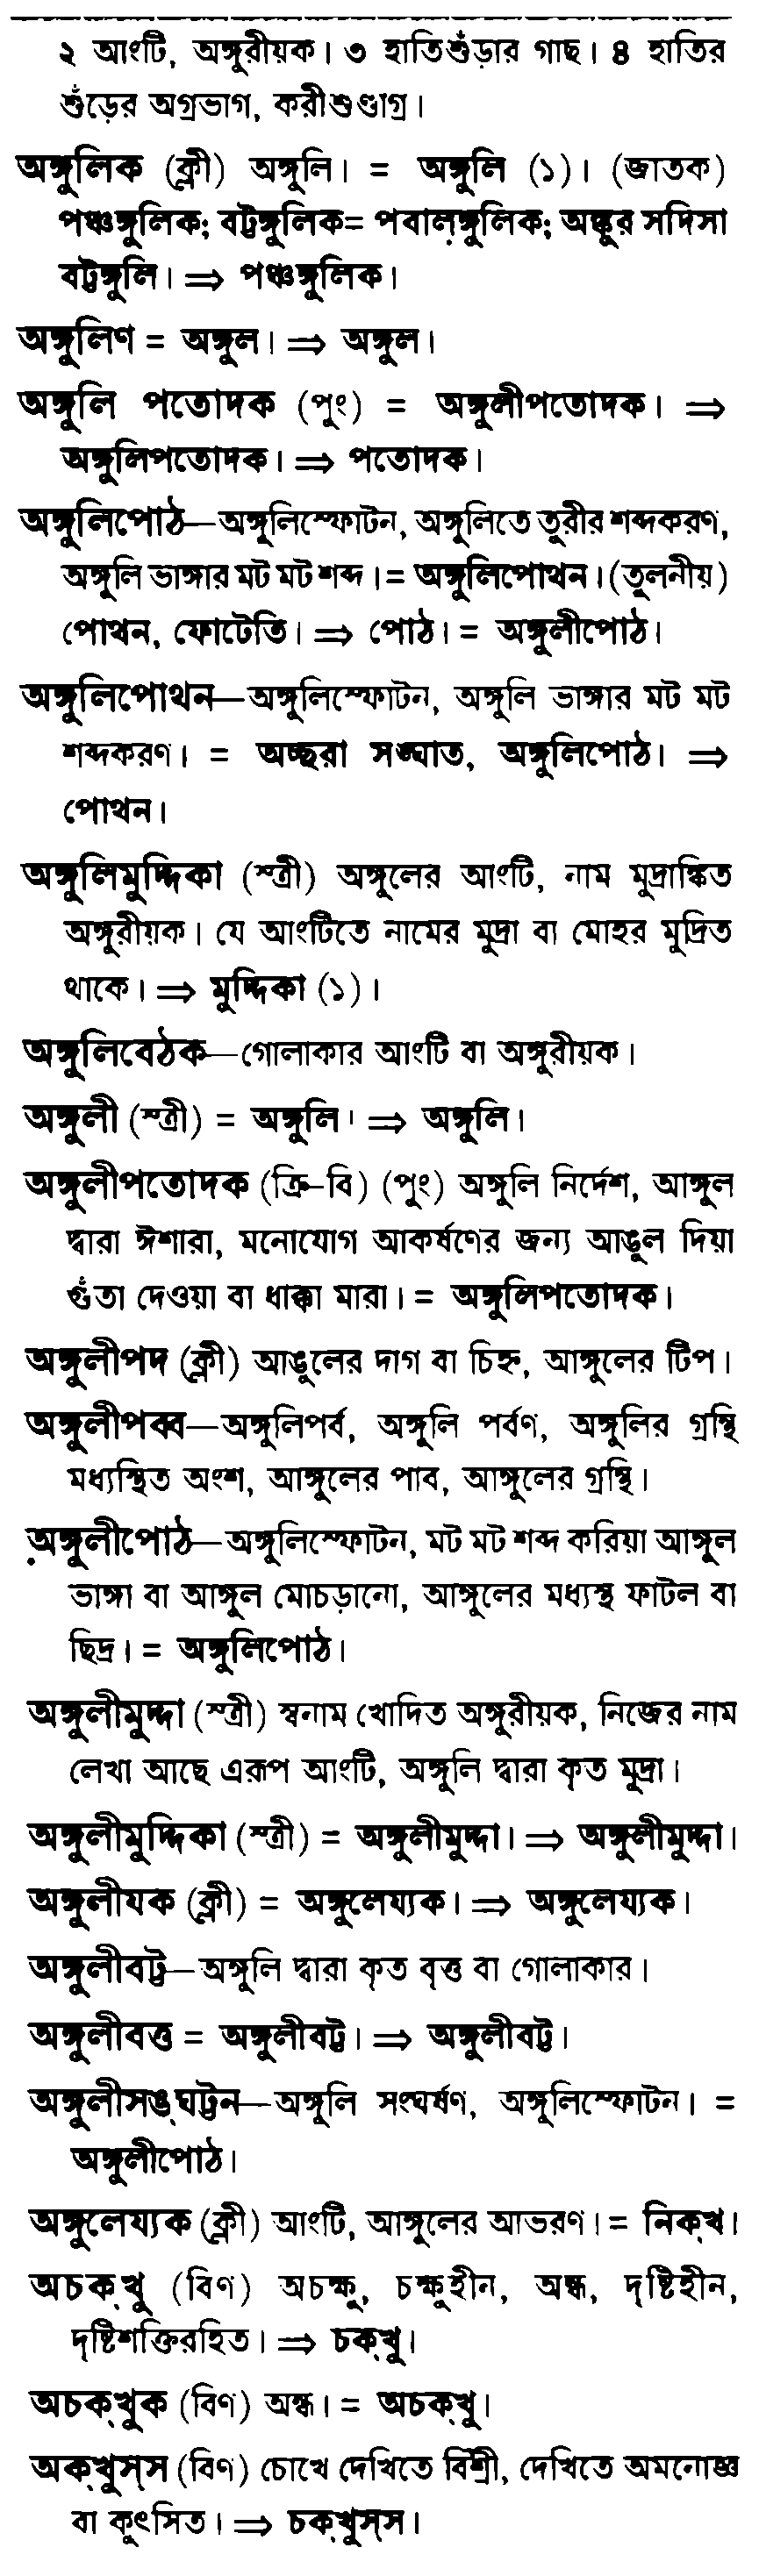 ২ আংটি, অঙ্গুরীয়ক। ৩ হাতিশুঁড়ার গাছ। ৪ হাতির
শুঁড়ের অগ্রভাগ, করীশুণ্ডাগ্র।
অঙ্গুলিক (ক্লী) অঙ্গুলি। = অঙ্গুলি (১)। (জাতক)
পঞ্চঙ্গুলিক; বট্টঙ্গুলিক= পবালঙ্গুলিক; অঙ্কুর সদিসা
বট্টঙ্গুলি। ⇒ পঞ্চঙ্গুলিক।
অঙ্গুলিণ = অঙ্গুল। ⇒ অঙ্গুল।
অঙ্গুলি পতোদক (পুং) = অঙ্গুলীপতোদক। ⇒
অঙ্গুলিপতোদক। ⇒ পতোদক।
অঙ্গুলিপোঠ—অঙ্গুলিস্ফোটন, অঙ্গুলিতে তুরীর শব্দকরণ,
অঙ্গুলি ভাঙ্গার মট মট শব্দ। = অঙ্গুলিপোথন। (তুলনীয়)
পোথন, ফোটেতি। ⇒ পোঠ। = অঙ্গুলীপোঠ।
অঙ্গুলিপোথন—অঙ্গুলিস্ফোটন, অঙ্গুলি ভাঙ্গার মট মট
শব্দকরণ। = অচ্ছরা সঙ্ঘাত, অঙ্গুলিপোঠ। ⇒
পোথন।
অঙ্গুলিমুদ্দিকা (স্ত্রী) অঙ্গুলের আংটি, নাম মুদ্রাঙ্কিত
অঙ্গুরীয়ক। যে আংটিতে নামের মুদ্রা বা মোহর মুদ্রিত
থাকে। ⇒ মুদ্দিকা (১)।
অঙ্গুলিবেঠক—গোলাকার আংটি বা অঙ্গুরীয়ক।
অঙ্গুলী (স্ত্রী) = অঙ্গুলি। ⇒ অঙ্গুলি।
অঙ্গুলীপতোদক (ক্রি-বি) (পুং) অঙ্গুলি নির্দেশ, আঙ্গুল
দ্বারা ঈশারা, মনোযোগ আকর্ষণের জন্য আঙুল দিয়া
গুঁতা দেওয়া বা ধাক্কা মারা। = অঙ্গুলিপতোদক।
অঙ্গুলীপদ (ক্লী) আঙুলের দাগ বা চিহ্ন, আঙ্গুলের টিপ।
অঙ্গুলীপব্ব—অঙ্গুলিপর্ব, অঙ্গুলি পর্বণ, অঙ্গুলির গ্রন্থি
মধ্যস্থিত অংশ, আঙ্গুলের পাব, আঙ্গুলের গ্রন্থি।
অঙ্গুলীপোঠ—অঙ্গুলিস্ফোটন, মট মট শব্দ করিয়া আঙ্গুল
ভাঙ্গা বা আঙ্গুল মোচড়ানো, আঙ্গুলের মধ্যস্থ ফাটল বা
ছিদ্র। = অঙ্গুলিপোঠ।
অঙ্গুলীমুদ্দা (স্ত্রী) স্বনাম খোদিত অঙ্গুরীয়ক, নিজের নাম
লেখা আছে এরূপ আংটি, অঙ্গুলি দ্বারা কৃত মুদ্রা।
অঙ্গুলীমুদ্দিকা (স্ত্রী) = অঙ্গুলীমুদ্দা। ⇒ অঙ্গুলীমুদ্দা।
অঙ্গুলীযক (ক্লী) = অঙ্গুলেয্যক। ⇒ অঙ্গুলেয্যক।
অঙ্গুলীবট্ট—অঙ্গুলি দ্বারা কৃত বৃত্ত বা গোলাকার।
অঙ্গুলীবত্ত = অঙ্গুলীবট্ট। ⇒ অঙ্গুলীবট্ট।
অঙ্গুলীসঙ্‌ঘট্টন—অঙ্গুলি সংঘর্ষণ, অঙ্গুলিস্ফোটন। =
অঙ্গুলীপোঠ।
অঙ্গুলেয্যক (ক্লী) আংটি, আঙ্গুলের আভরণ। = নিক্‌খ।
অচক্‌খু (বিণ) অচক্ষু, চক্ষুহীন, অন্ধ, দৃষ্টিহীন,
দৃষ্টিশক্তিরহিত। ⇒ চক্‌খু।
অচক্‌খুক (বিণ) অন্ধ। = অচক্‌খু।
অক্‌খুস্‌স (বিণ) চোখে দেখিতে বিশ্রী, দেখিতে অমনোজ্ঞ
বা কুৎসিত। ⇒ চক্‌খুস্‌স।